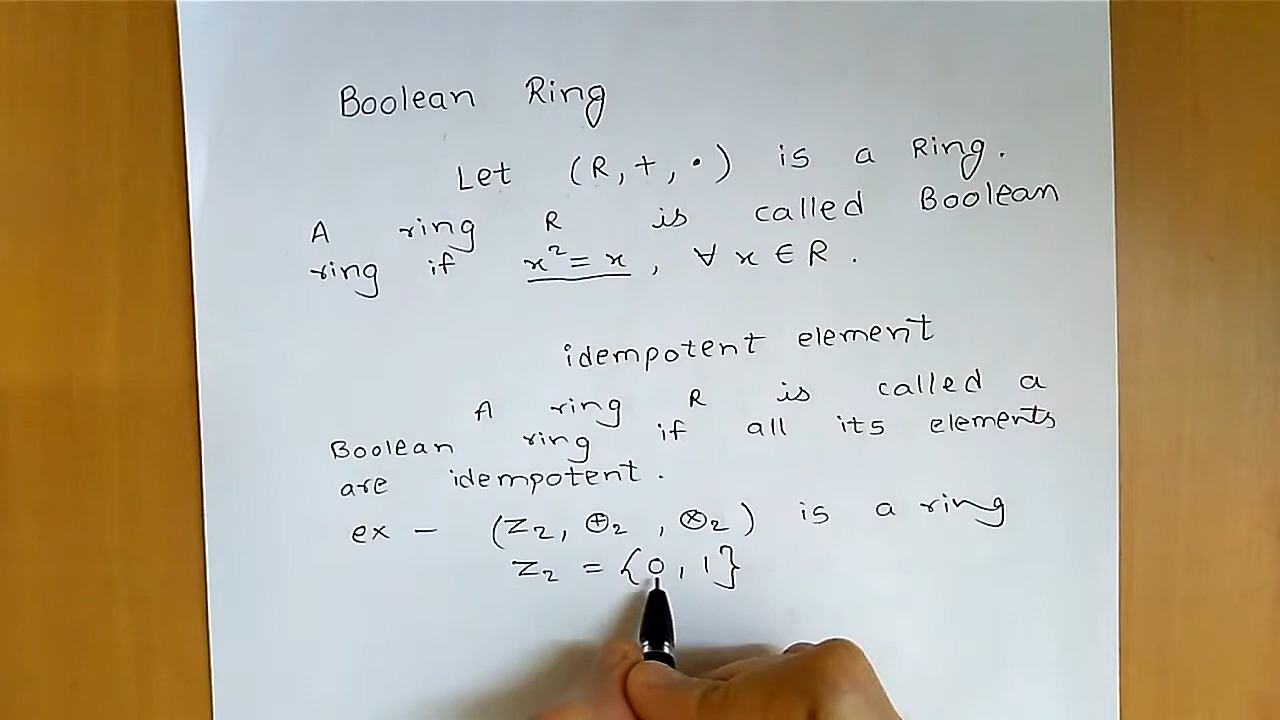 Boolean Ring
Let (R, +, •) is a Ring.
A ring R is called Boolean
ring if x² = x, ∀ x ∈ R.
idempotent element
A ring R is called a
Boolean ring if all its elements
are idempotent.
ex - (Z₂, ⊕₂, ⊗₂) is a ring
Z₂ = {0, 1}